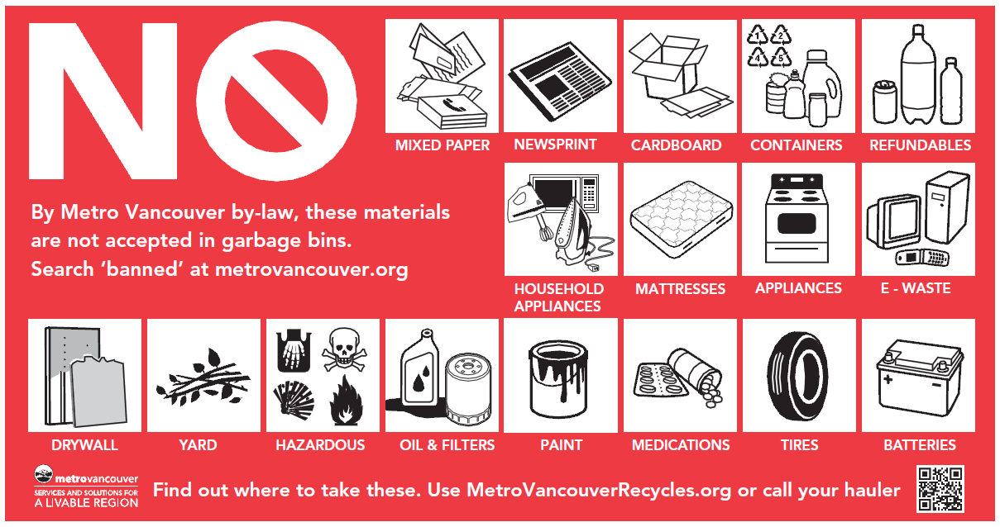 NO
MIXED PAPER
NEWSPRINT
CARDBOARD
1 2
4 5
CONTAINERS
REFUNDABLES
By Metro Vancouver by-law, these materials
are not accepted in garbage bins.
Search ‘banned’ at metrovancouver.org
HOUSEHOLD
APPLIANCES
MATTRESSES
APPLIANCES
E - WASTE
DRYWALL
YARD
HAZARDOUS
OIL & FILTERS
PAINT
MEDICATIONS
TIRES
+ −
BATTERIES
metrovancouver
SERVICES AND SOLUTIONS FOR
A LIVABLE REGION
Find out where to take these. Use MetroVancouverRecycles.org or call your hauler